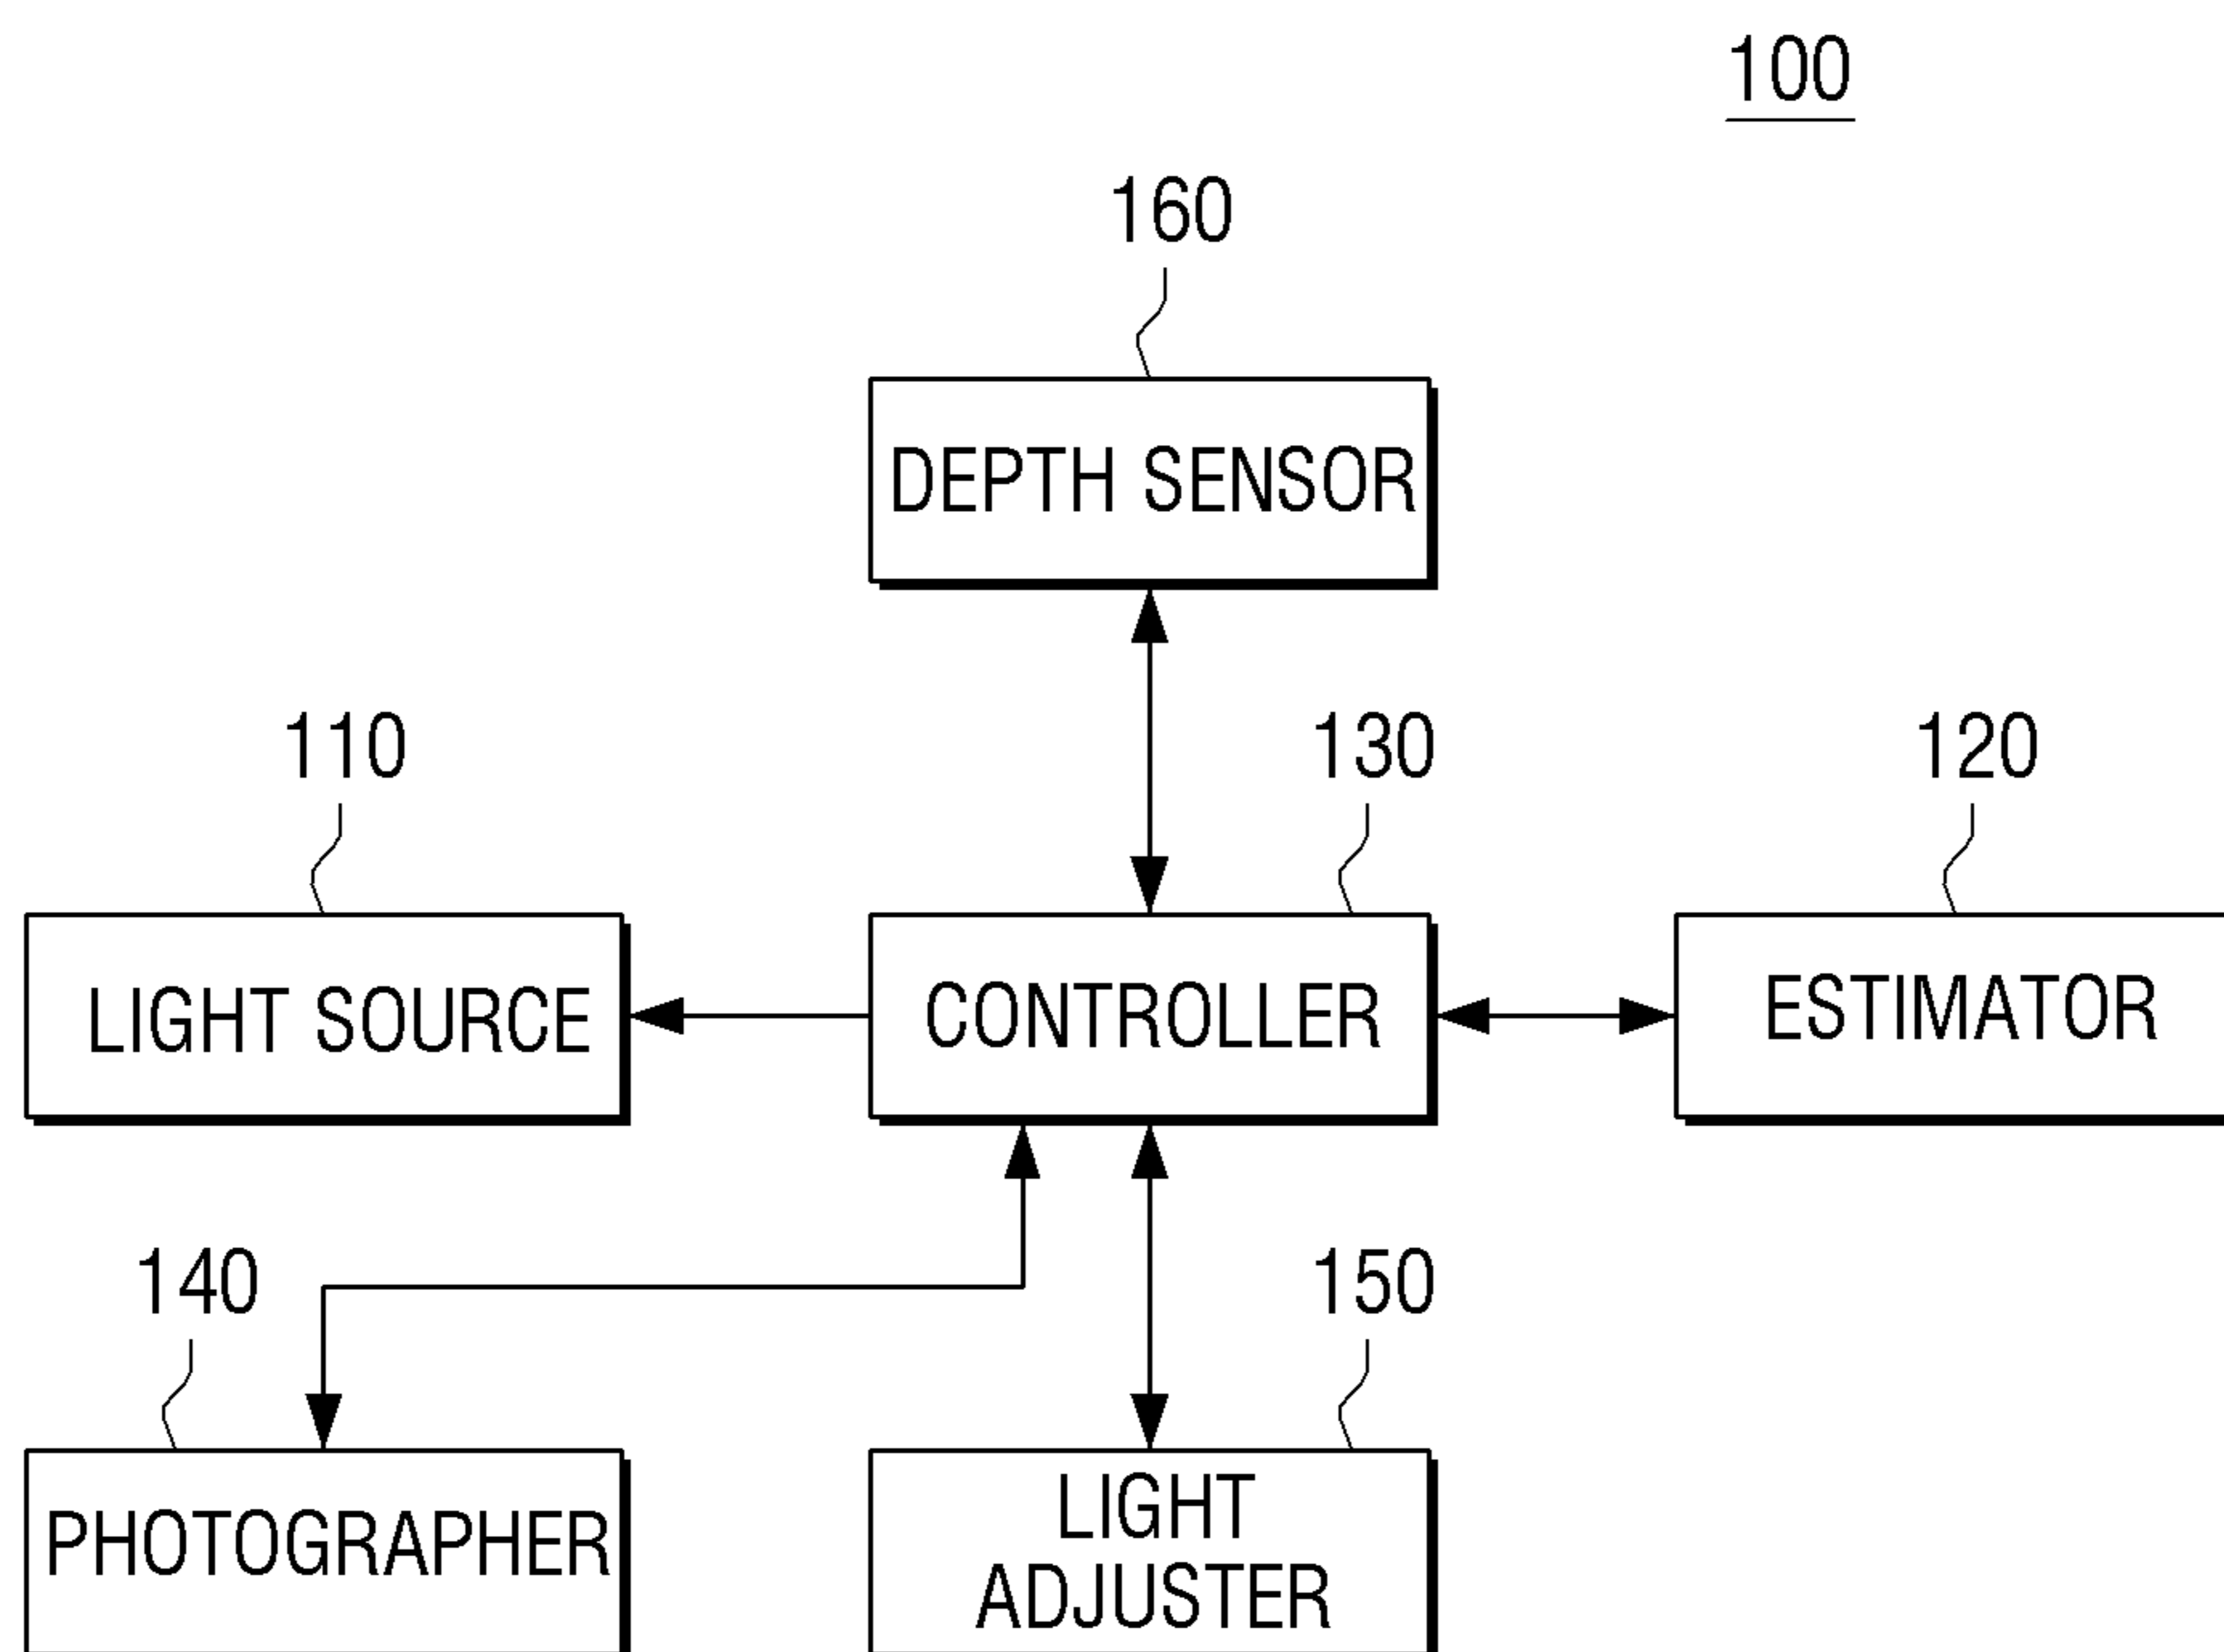 100
160
DEPTH SENSOR
110
130
120
LIGHT SOURCE
CONTROLLER
ESTIMATOR
140
150
PHOTOGRAPHER
LIGHT
ADJUSTER